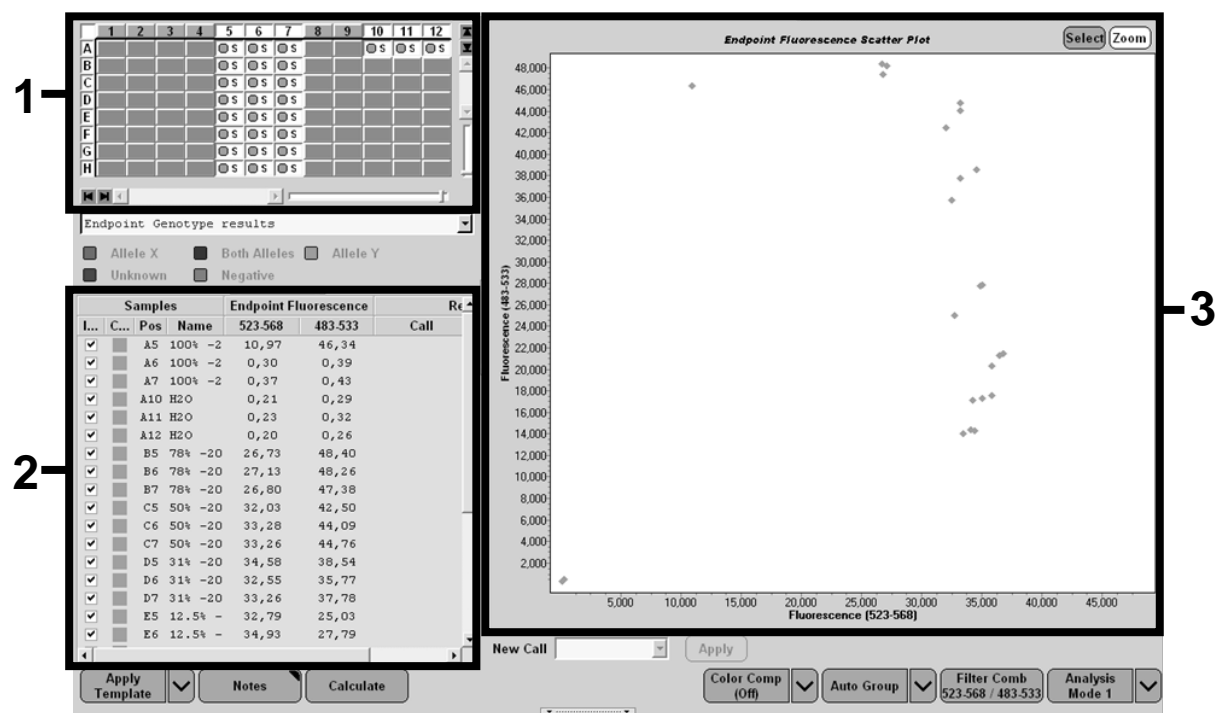 1 2 3 4 5 6 7 8 9 10 11 12
A S S S S S S
B S S S
C S S S
D S S S
E S S S
F S S S
G S S S
H S S S
1
Endpoint Genotype results
Allele X Both Alleles Allele Y
Unknown Negative
Samples Endpoint Fluorescence Re
I... C... Pos Name 523-568 483-533 Call
A5 100% -2 10,97 46,34
A6 100% -2 0,30 0,39
A7 100% -2 0,37 0,43
A10 H2O 0,21 0,29
A11 H2O 0,23 0,32
A12 H2O 0,20 0,26
B5 78% -20 26,73 48,40
B6 78% -20 27,13 48,26
B7 78% -20 26,80 47,38
C5 50% -20 32,03 42,50
C6 50% -20 33,28 44,09
C7 50% -20 33,26 44,76
D5 31% -20 34,58 38,54
D6 31% -20 32,55 35,77
D7 31% -20 33,26 37,78
E5 12.5% - 32,79 25,03
E6 12.5% - 34,93 27,79
2
Endpoint Fluorescence Scatter Plot
Select Zoom
48,000
46,000
44,000
42,000
40,000
38,000
36,000
34,000
32,000
30,000
28,000
26,000
24,000
22,000
20,000
18,000
16,000
14,000
12,000
10,000
8,000
6,000
4,000
2,000
Fluorescence (483-533)
5,000 10,000 15,000 20,000 25,000 30,000 35,000 40,000 45,000
Fluorescence (523-568)
3
New Call Apply
Apply Template Notes Calculate
Color Comp (Off) Auto Group Filter Comb 523-568 / 483-533 Analysis Mode 1